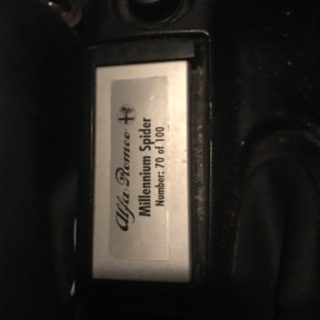 Alfa Romeo
Millennium Spider
Number: 70 of 100